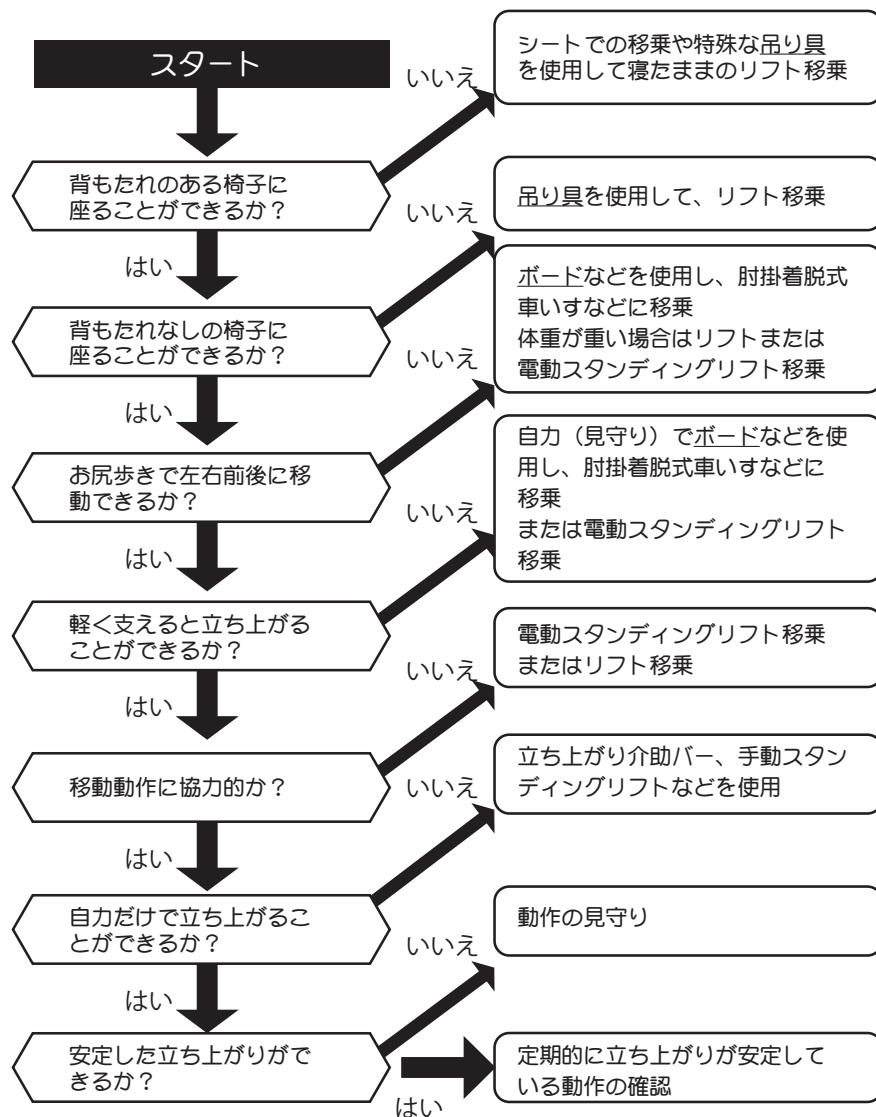 スタート
いいえ
シートでの移乗や特殊な吊り具
を使用して寝たままのリフト移乗
背もたれのある椅子に
座ることができるか？
はい
いいえ
吊り具を使用して、リフト移乗
背もたれなしの椅子に
座ることができるか？
はい
いいえ
ボードなどを使用し、肘掛着脱式
車いすなどに移乗
体重が重い場合はリフトまたは
電動スタンディングリフト移乗
お尻歩きで左右前後に移
動できるか？
はい
いいえ
自力（見守り）でボードなどを使
用し、肘掛着脱式車いすなどに
移乗
または電動スタンディングリフト
移乗
軽く支えると立ち上がる
ことができるか？
はい
いいえ
電動スタンディングリフト移乗
またはリフト移乗
移動動作に協力的か？
はい
いいえ
立ち上がり介助バー、手動スタン
ディングリフトなどを使用
自力だけで立ち上がるこ
とができるか？
はい
いいえ
動作の見守り
安定した立ち上がりがで
きるか？
はい
定期的に立ち上がりが安定して
いる動作の確認